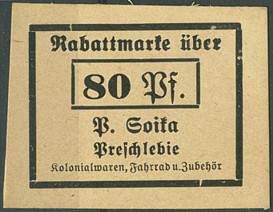 Rabattmarke über
80 Pf.
P. Soika
Preschlebie
Kolonialwaren, Fahrrad u. Zubehör